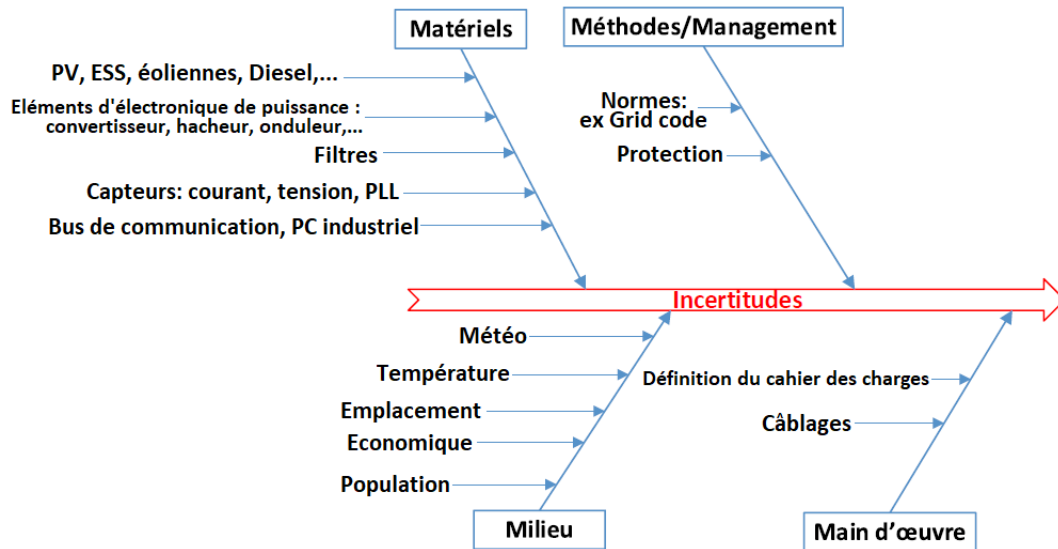 Matériels
Méthodes/Management
PV, ESS, éoliennes, Diesel,...
Eléments d'électronique de puissance :
convertisseur, hacheur, onduleur,...
Filtres
Capteurs: courant, tension, PLL
Bus de communication, PC industriel
Normes:
ex Grid code
Protection
Incertitudes
Météo
Température
Emplacement
Economique
Population
Définition du cahier des charges
Câblages
Milieu
Main d'œuvre